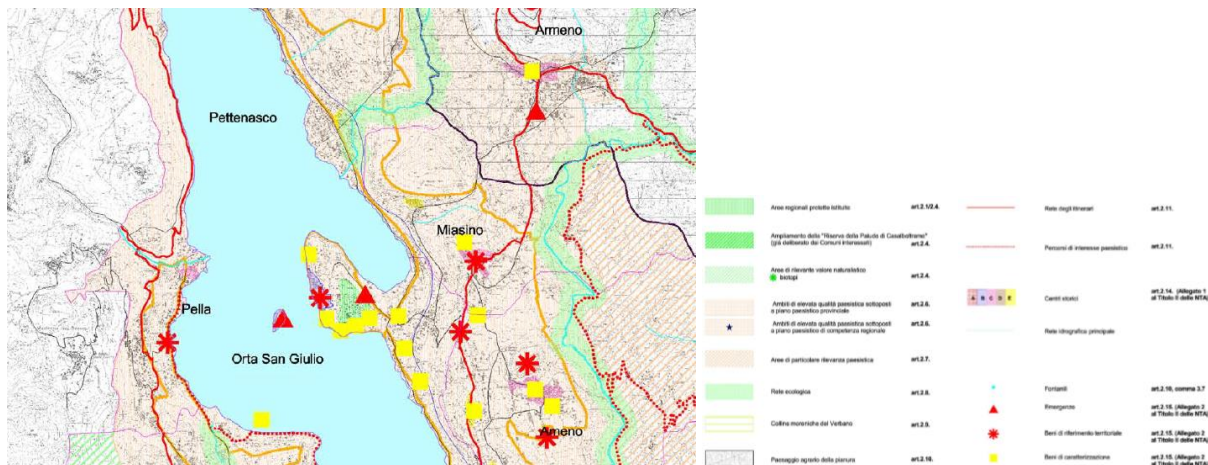 Armeno
Pettenasco
Miasino
Pella
Orta San Giulio
Ameno
Aree regionali protette istituite art.2.1/2.4.
Ampliamento della "Riserva della Palude di Casalbeltrame"
(già deliberato dai Comuni interessati) art.2.4.
Aree di rilevante valore naturalistico
biotopi art.2.4.
Ambiti di elevata qualità paesistica sottoposti
a piano paesistico provinciale art.2.6.
Ambiti di elevata qualità paesistica sottoposti
a piano paesistico di competenza regionale art.2.6.
Aree di particolare rilevanza paesistica art.2.7.
Rete ecologica art.2.8.
Collina moreniche del Verbano art.2.9.
Paesaggio agrario della pianura art.2.10.
Rete degli itinerari art.2.11.
Percorsi di interesse paesistico art.2.11.
A B C D E Centri storici art.2.14. (Allegato 1
al Titolo II delle NTA)
Rete idrografica principale
Fontanili art.2.10, comma 3.7
Emergenze art.2.15. (Allegato 2
al Titolo II delle NTA)
Beni di riferimento territoriale art.2.15. (Allegato 2
al Titolo II delle NTA)
Beni di caratterizzazione art.2.15. (Allegato 2
al Titolo II delle NTA)